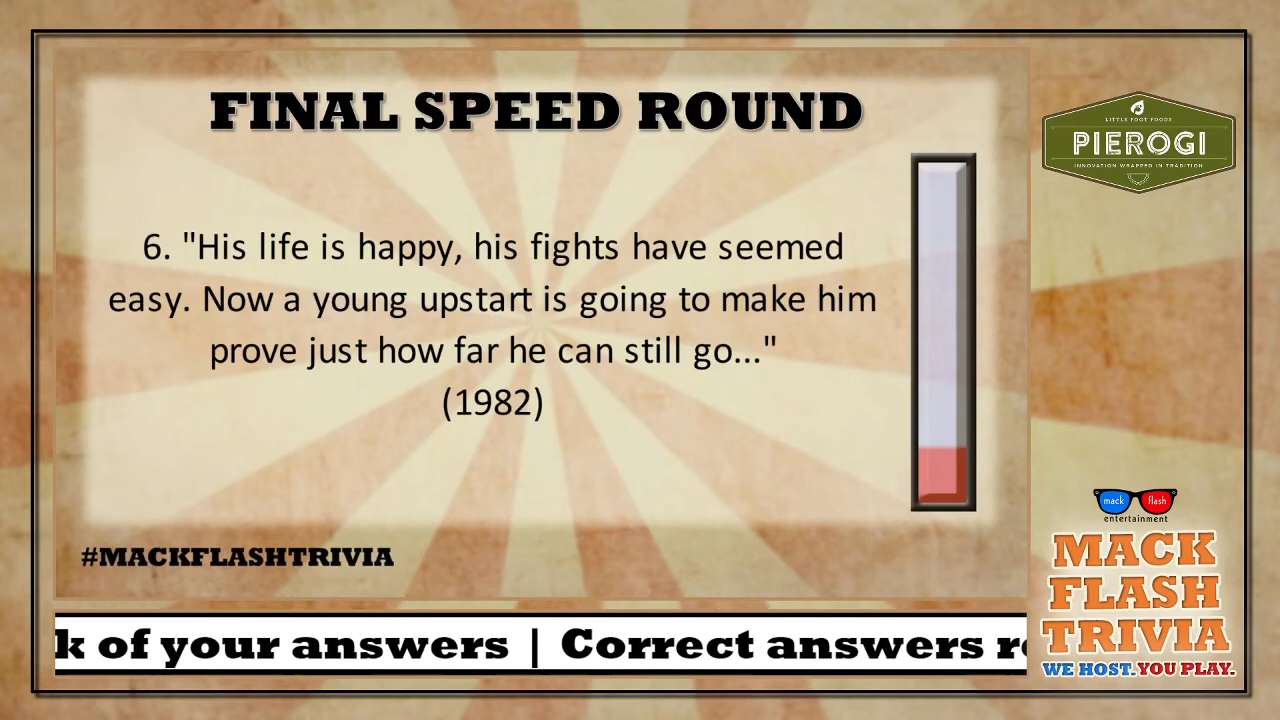 FINAL SPEED ROUND
6. "His life is happy, his fights have seemed
easy. Now a young upstart is going to make him
prove just how far he can still go..."
(1982)
#MACKFLASHTRIVIA
k of your answers | Correct answers re
LITTLE FOOT FOODS
PIEROGI
INNOVATION WRAPPED IN TRADITION
mack flash
entertainment
MACK
FLASH
TRIVIA
WE HOST. YOU PLAY.